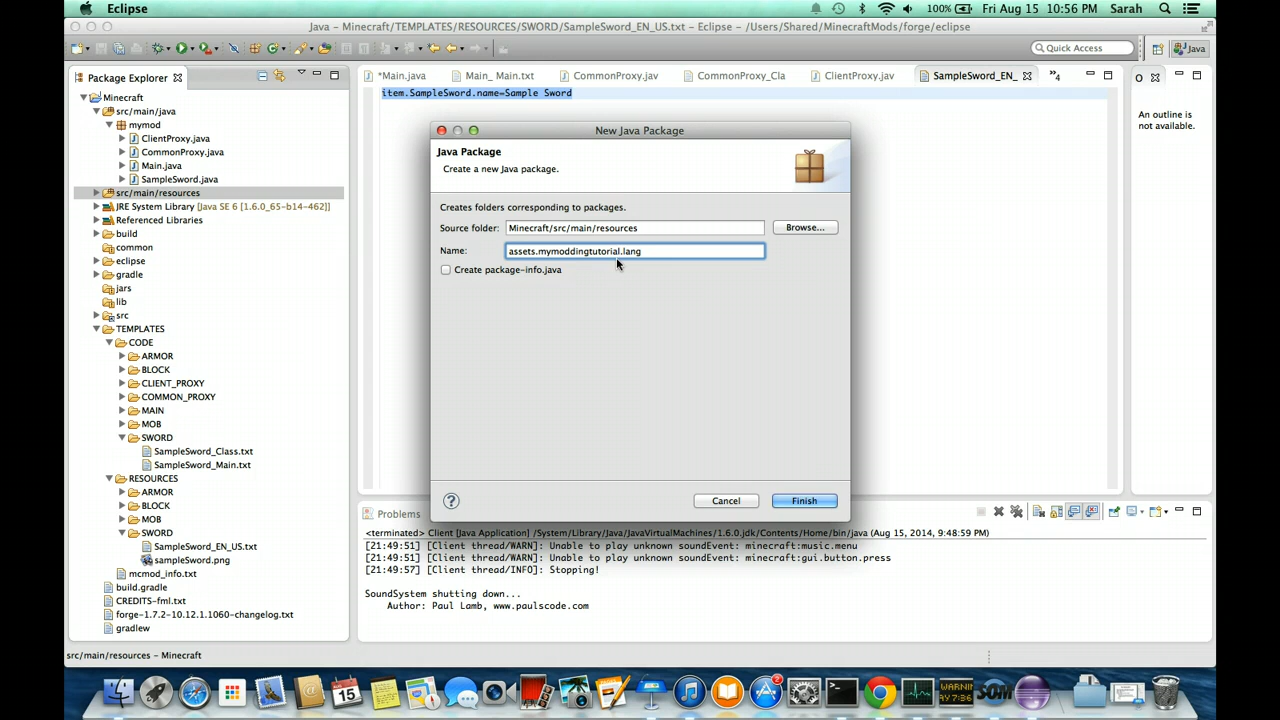 Eclipse
100%
Fri Aug 15 10:56 PM Sarah
Java – Minecraft/TEMPLATES/RESOURCES/SWORD/SampleSword_EN_US.txt – Eclipse – /Users/Shared/MinecraftMods/forge/eclipse
Quick Access
Java
Package Explorer
*Main.java
Main_ Main.txt
CommonProxy.jav
CommonProxy_Cla
ClientProxy.jav
SampleSword_EN_
»4
O
item.SampleSword.name=Sample Sword
An outline is
not available.
Minecraft
src/main/java
mymod
ClientProxy.java
CommonProxy.java
Main.java
SampleSword.java
src/main/resources
JRE System Library [Java SE 6 [1.6.0_65-b14-462]]
Referenced Libraries
build
common
eclipse
gradle
jars
lib
src
TEMPLATES
CODE
ARMOR
BLOCK
CLIENT_PROXY
COMMON_PROXY
MAIN
MOB
SWORD
SampleSword_Class.txt
SampleSword_Main.txt
RESOURCES
ARMOR
BLOCK
MOB
SWORD
SampleSword_EN_US.txt
sampleSword.png
mcmod_info.txt
build.gradle
CREDITS-fml.txt
forge-1.7.2-10.12.1.1060-changelog.txt
gradlew
New Java Package
Java Package
Create a new Java package.
Creates folders corresponding to packages.
Source folder: Minecraft/src/main/resources Browse...
Name: assets.mymoddingtutorial.lang
Create package-info.java
? Cancel Finish
Problems
<terminated> Client [Java Application] /System/Library/Java/JavaVirtualMachines/1.6.0.jdk/Contents/Home/bin/java (Aug 15, 2014, 9:48:59 PM)
[21:49:51] [Client thread/WARN]: Unable to play unknown soundEvent: minecraft:music.menu
[21:49:51] [Client thread/WARN]: Unable to play unknown soundEvent: minecraft:gui.button.press
[21:49:57] [Client thread/INFO]: Stopping!
SoundSystem shutting down...
Author: Paul Lamb, www.paulscode.com
src/main/resources – Minecraft
15
2
WARNIN
AY 7:36
SOM